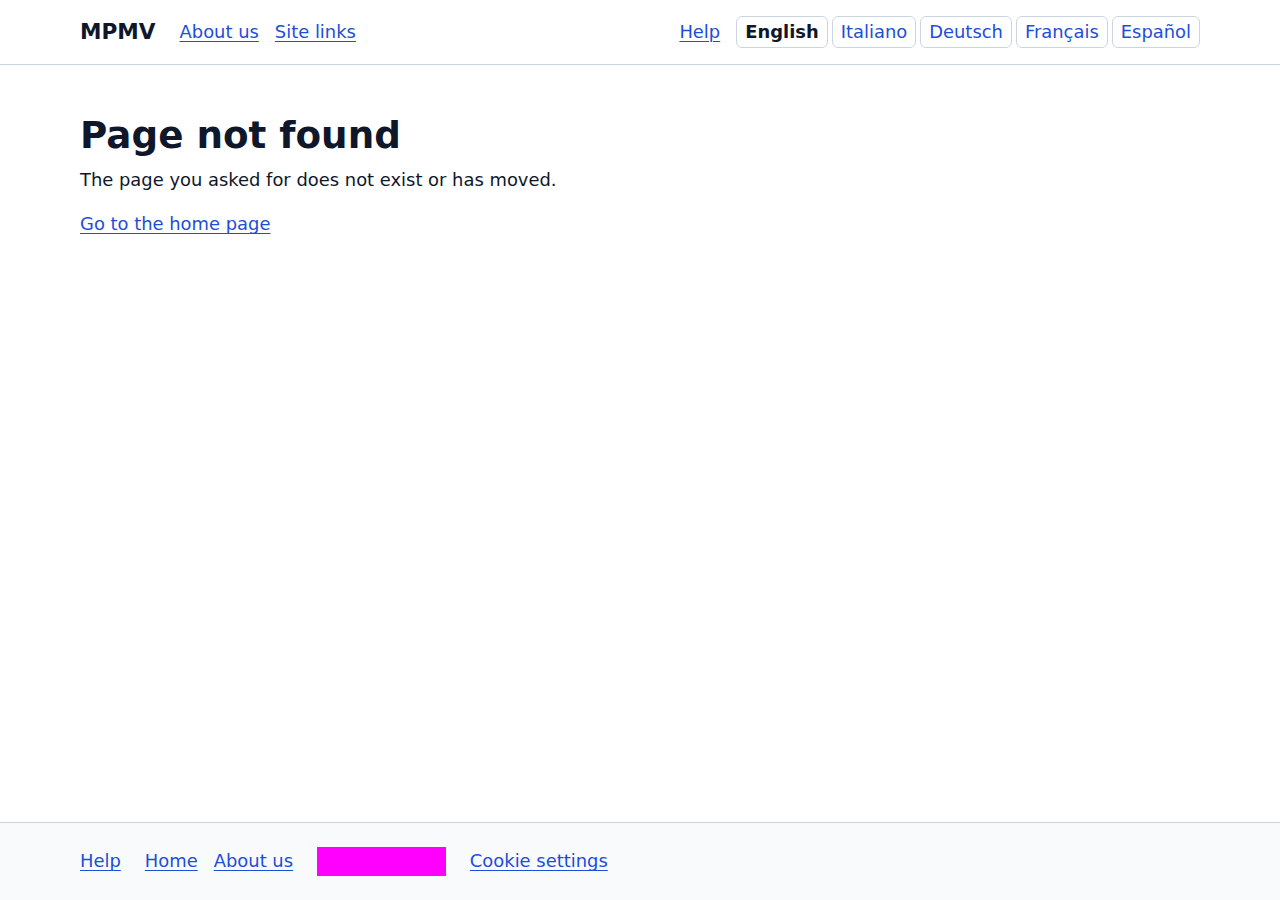 MPMV About us Site links Help English Italiano Deutsch Français Español
Page not found
The page you asked for does not exist or has moved.
Go to the home page
Help Home About us Cookie settings